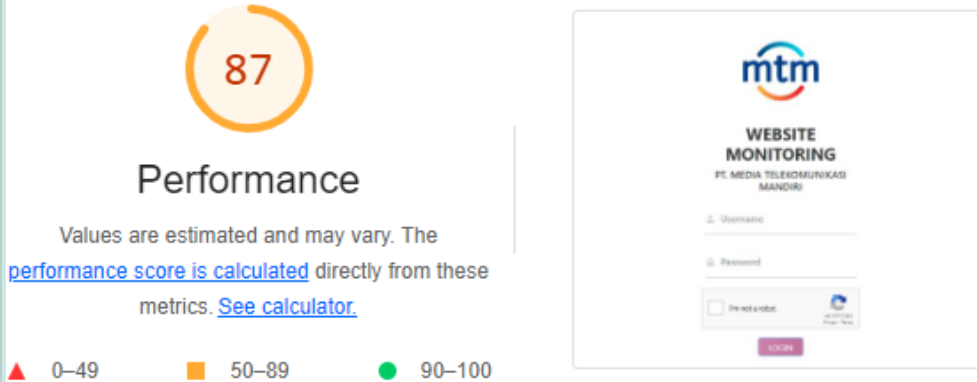 87
Performance
Values are estimated and may vary. The
performance score is calculated directly from these
metrics. See calculator.
0–49
50–89
90–100
mtm
WEBSITE
MONITORING
PT. MEDIA TELEKOMUNIKASI
MANDIRI
Username
Password
I'm not a robot
LOGIN